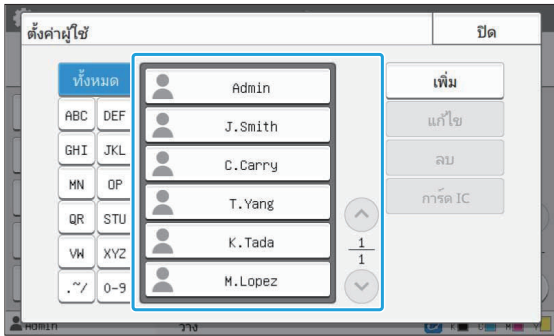 ตั้งค่าผู้ใช้ ปิด
ทั้งหมด
ABC DEF
GHI JKL
MN OP
QR STU
VW XYZ
.~/ 0-9
Admin
J.Smith
C.Carry
T.Yang
K.Tada
M.Lopez
1
1
เพิ่ม
แก้ไข
ลบ
การ์ด IC
Admin วาง K C M Y